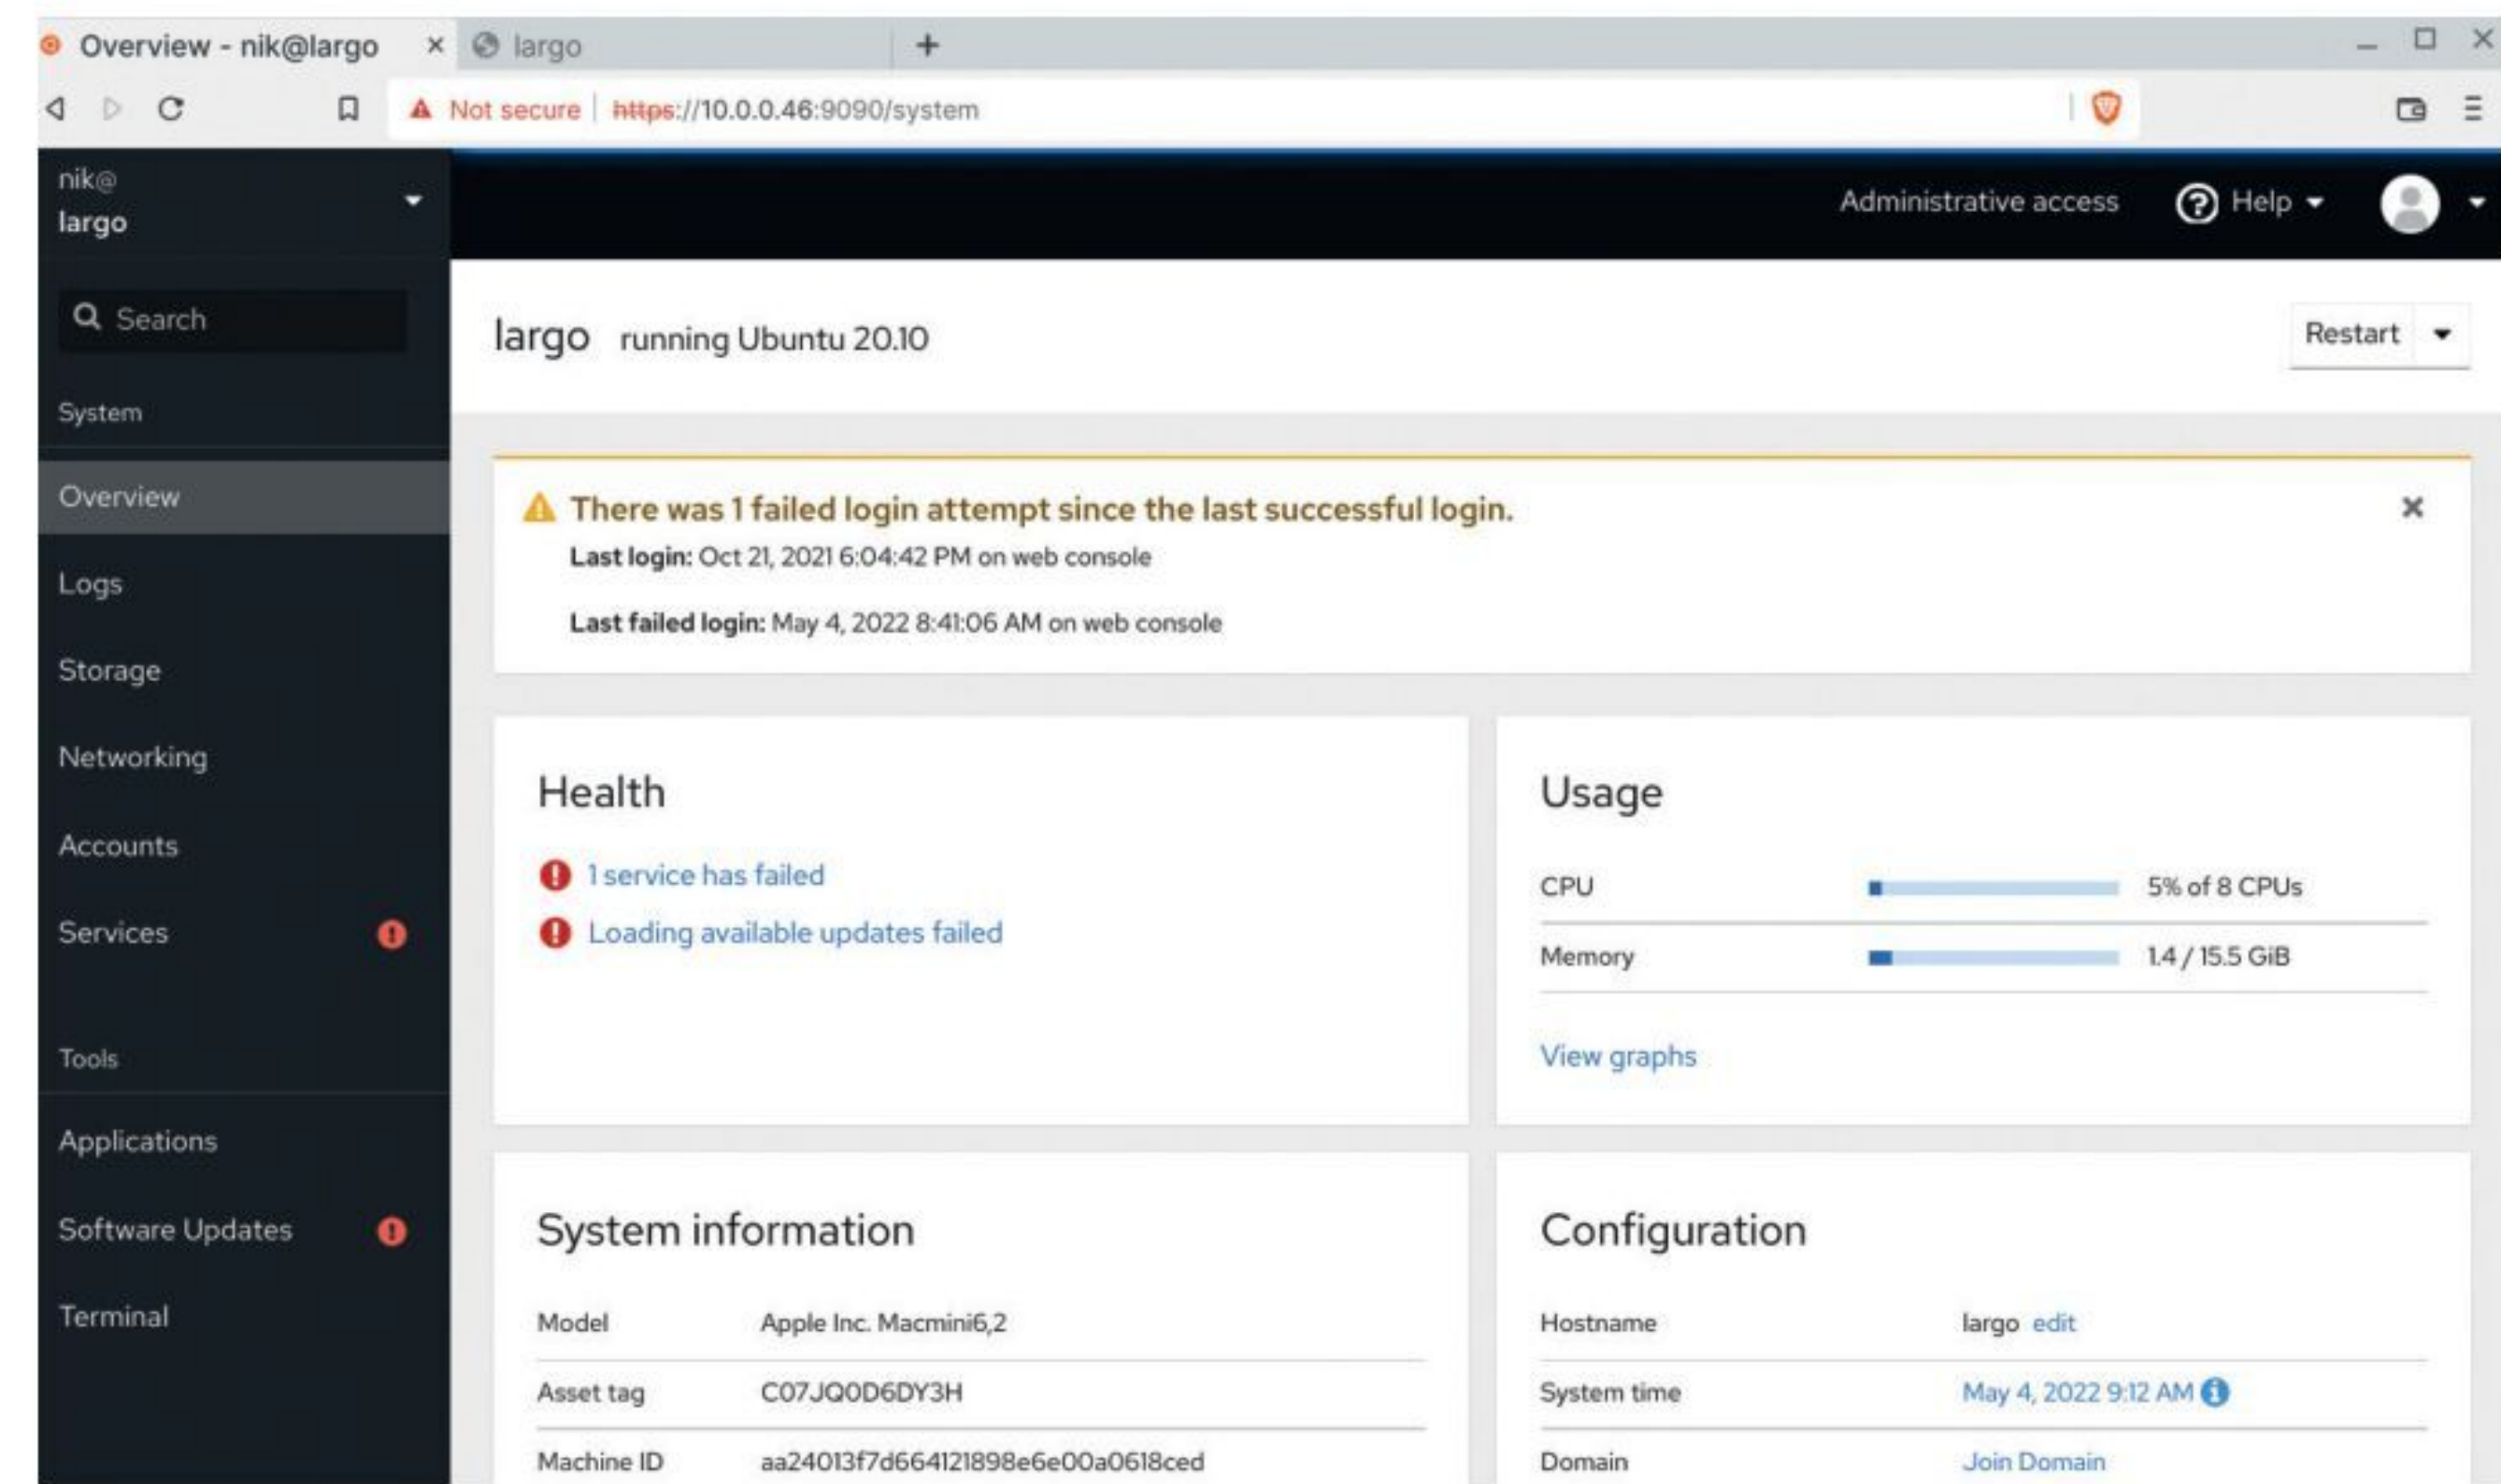 Overview - nik@largo
largo
Not secure https://10.0.0.46:9090/system
nik@
largo
Administrative access
Help
Search
System
Overview
Logs
Storage
Networking
Accounts
Services
Tools
Applications
Software Updates
Terminal
largo running Ubuntu 20.10
Restart
There was 1 failed login attempt since the last successful login.
Last login: Oct 21, 2021 6:04:42 PM on web console
Last failed login: May 4, 2022 8:41:06 AM on web console
Health
1 service has failed
Loading available updates failed
Usage
CPU 5% of 8 CPUs
Memory 1.4 / 15.5 GiB
View graphs
System information
Model Apple Inc. Macmini6,2
Asset tag C07JQ0D6DY3H
Machine ID aa24013f7d664121898e6e00a0618ced
Configuration
Hostname largo edit
System time May 4, 2022 9:12 AM
Domain Join Domain